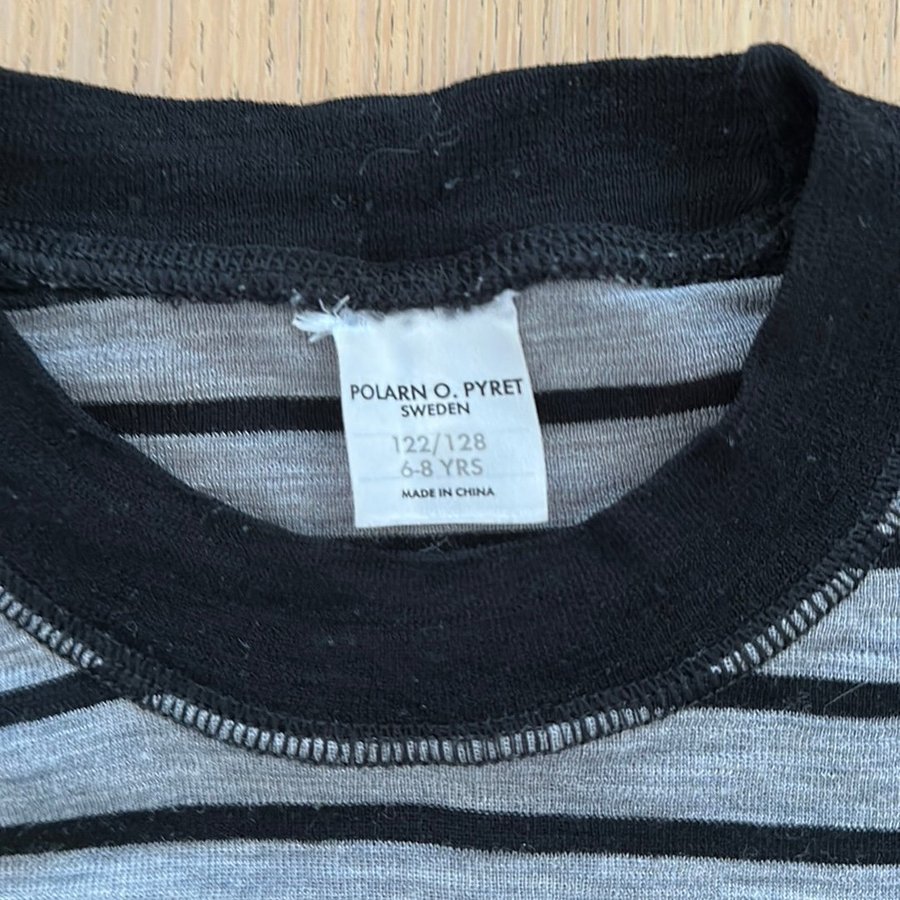 POLARN O. PYRET
SWEDEN
122/128
6-8 YRS
MADE IN CHINA